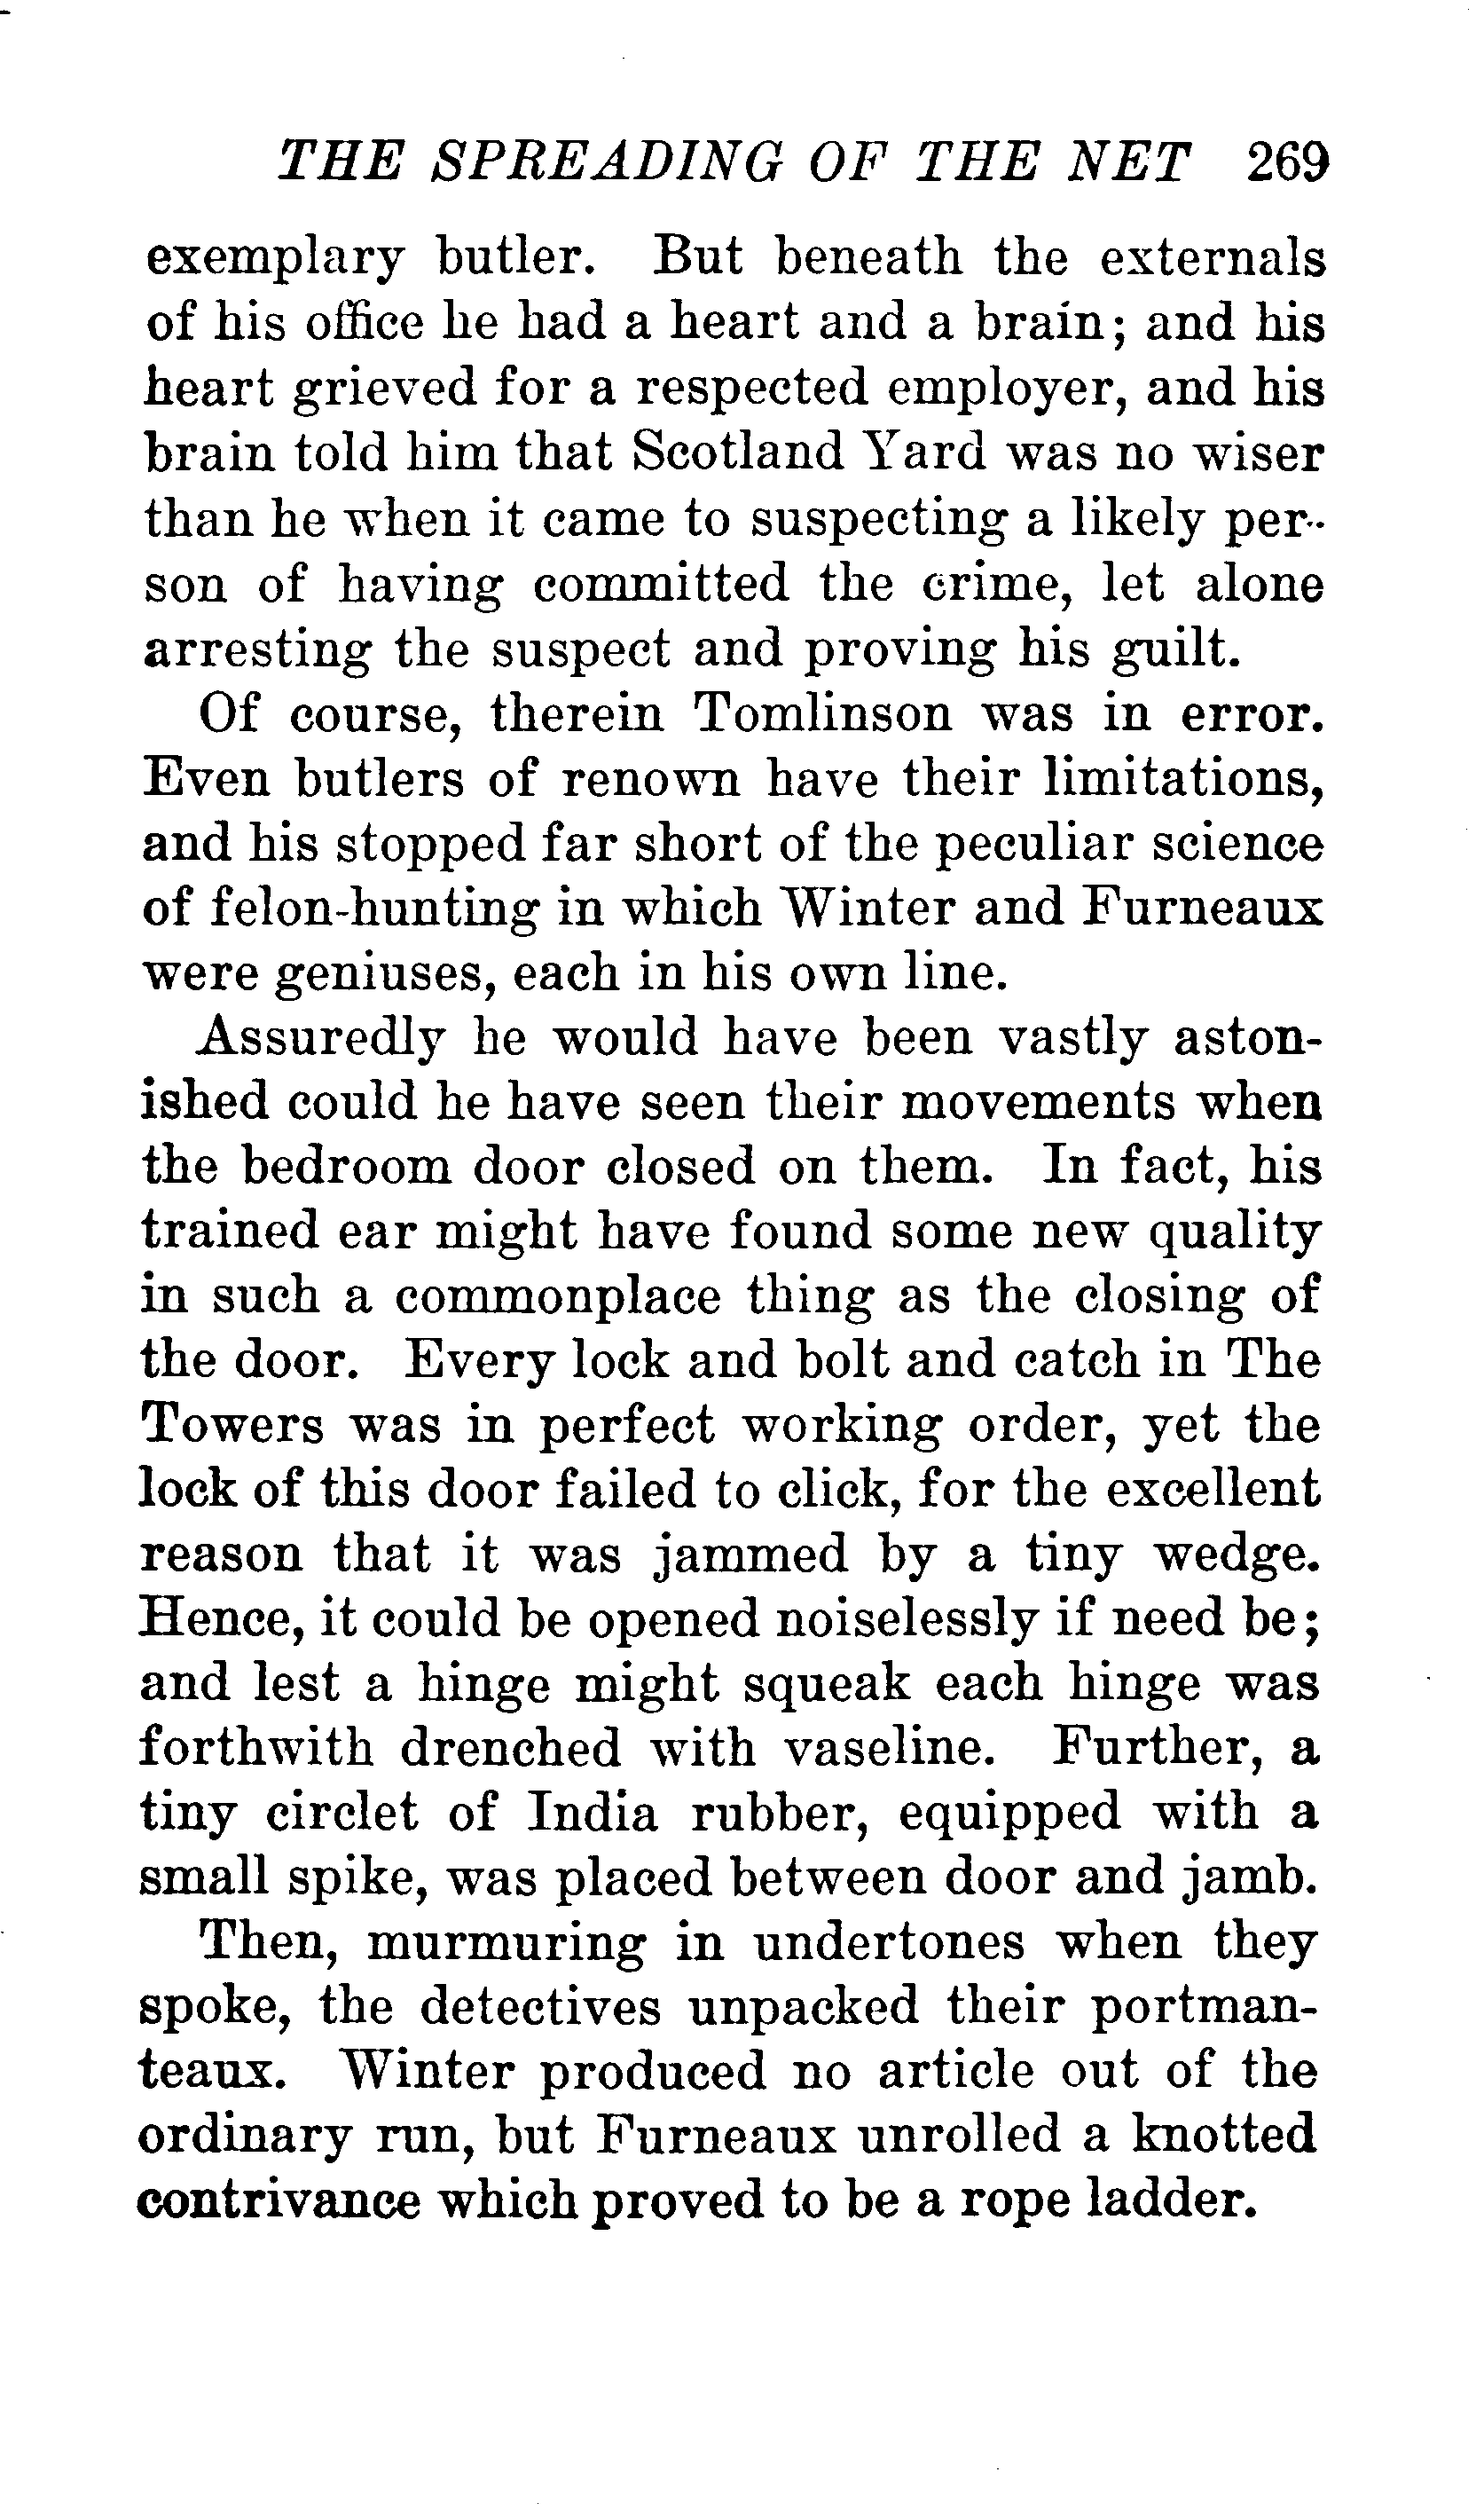 THE SPREADING OF THE NET 269
exemplary butler. But beneath the externals
of his office he had a heart and a brain; and his
heart grieved for a respected employer, and his
brain told him that Scotland Yard was no wiser
than he when it came to suspecting a likely per-
son of having committed the crime, let alone
arresting the suspect and proving his guilt.
Of course, therein Tomlinson was in error.
Even butlers of renown have their limitations,
and his stopped far short of the peculiar science
of felon-hunting in which Winter and Furneaux
were geniuses, each in his own line.
Assuredly he would have been vastly aston-
ished could he have seen their movements when
the bedroom door closed on them. In fact, his
trained ear might have found some new quality
in such a commonplace thing as the closing of
the door. Every lock and bolt and catch in The
Towers was in perfect working order, yet the
lock of this door failed to click, for the excellent
reason that it was jammed by a tiny wedge.
Hence, it could be opened noiselessly if need be;
and lest a hinge might squeak each hinge was
forthwith drenched with vaseline. Further, a
tiny circlet of India rubber, equipped with a
small spike, was placed between door and jamb.
Then, murmuring in undertones when they
spoke, the detectives unpacked their portman-
teaux. Winter produced no article out of the
ordinary run, but Furneaux unrolled a knotted
contrivance which proved to be a rope ladder.